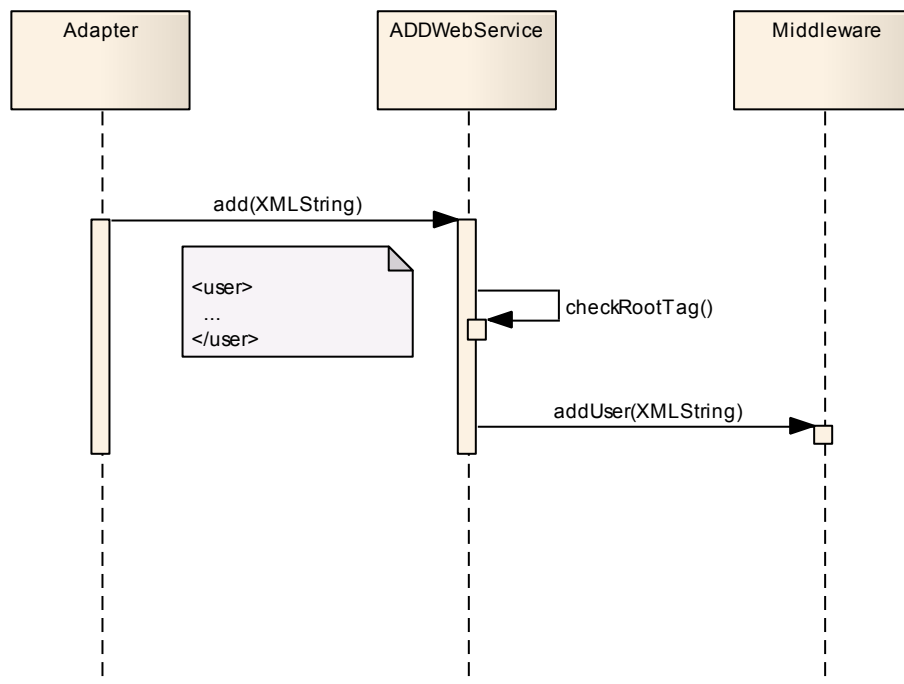 Adapter
ADDWebService
Middleware
add(XMLString)
<user>
...
</user>
checkRootTag()
addUser(XMLString)